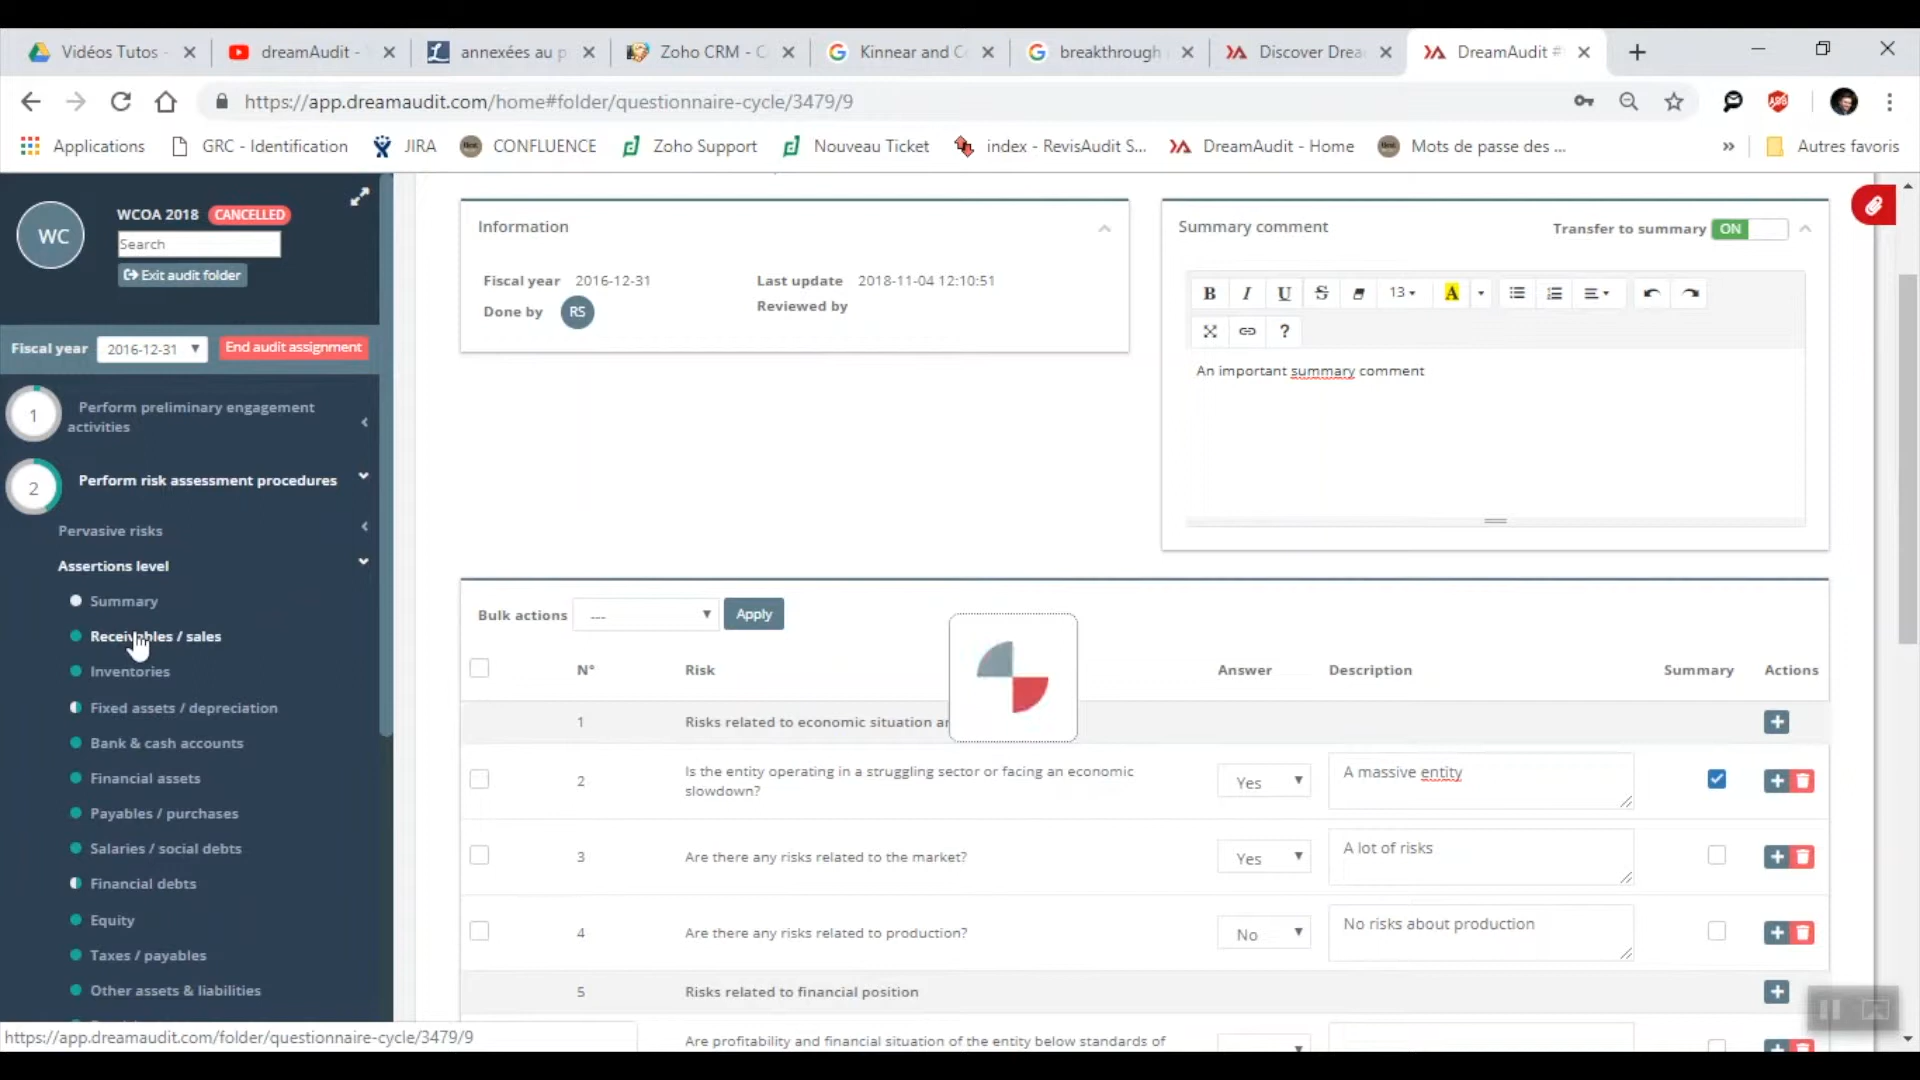 Vidéos Tutos -
dreamAudit -
annexées au p
Zoho CRM - C
Kinnear and C
breakthrough
Discover Drea
DreamAudit #
https://app.dreamaudit.com/home#folder/questionnaire-cycle/3479/9
Applications
GRC - Identification
JIRA
CONFLUENCE
Zoho Support
Nouveau Ticket
index - RevisAudit S...
DreamAudit - Home
Mots de passe des ...
»
Autres favoris
WC
WCOA 2018 CANCELLED
Search
Exit audit folder
Fiscal year 2016-12-31 End audit assignment
1 Perform preliminary engagement
activities
2 Perform risk assessment procedures
Pervasive risks
Assertions level
Summary
Receivables / sales
Inventories
Fixed assets / depreciation
Bank & cash accounts
Financial assets
Payables / purchases
Salaries / social debts
Financial debts
Equity
Taxes / payables
Other assets & liabilities
https://app.dreamaudit.com/folder/questionnaire-cycle/3479/9
Information
Fiscal year 2016-12-31 Last update 2018-11-04 12:10:51
Done by RS Reviewed by
Summary comment Transfer to summary ON
B I U S 13 A
?
An important summary comment
Bulk actions --- Apply
N° Risk Answer Description Summary Actions
1 Risks related to economic situation
2 Is the entity operating in a struggling sector or facing an economic
slowdown? Yes A massive entity
3 Are there any risks related to the market? Yes A lot of risks
4 Are there any risks related to production? No No risks about production
5 Risks related to financial position
Are profitability and financial situation of the entity below standards of